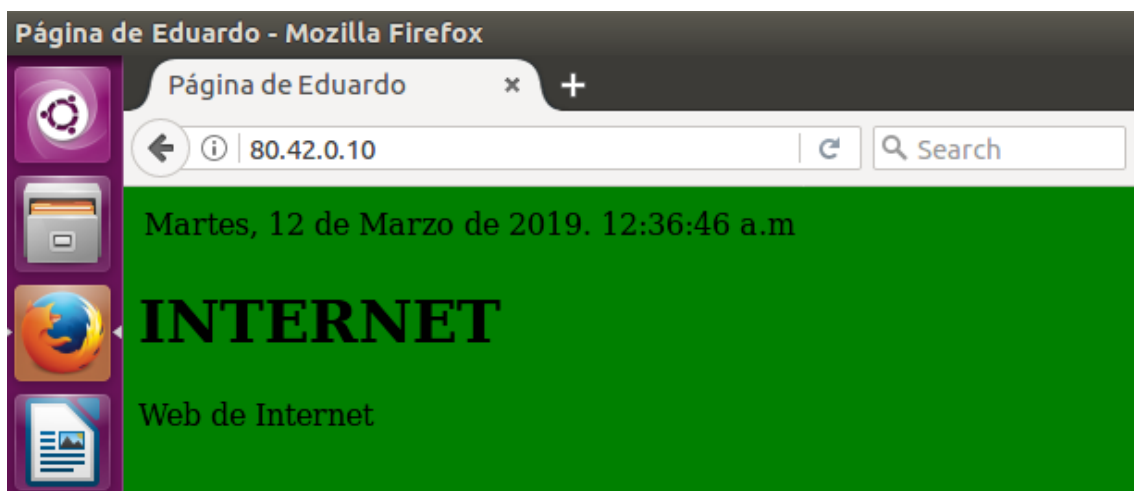 Página de Eduardo - Mozilla Firefox
Página de Eduardo
80.42.0.10
Search
Martes, 12 de Marzo de 2019. 12:36:46 a.m
INTERNET
Web de Internet